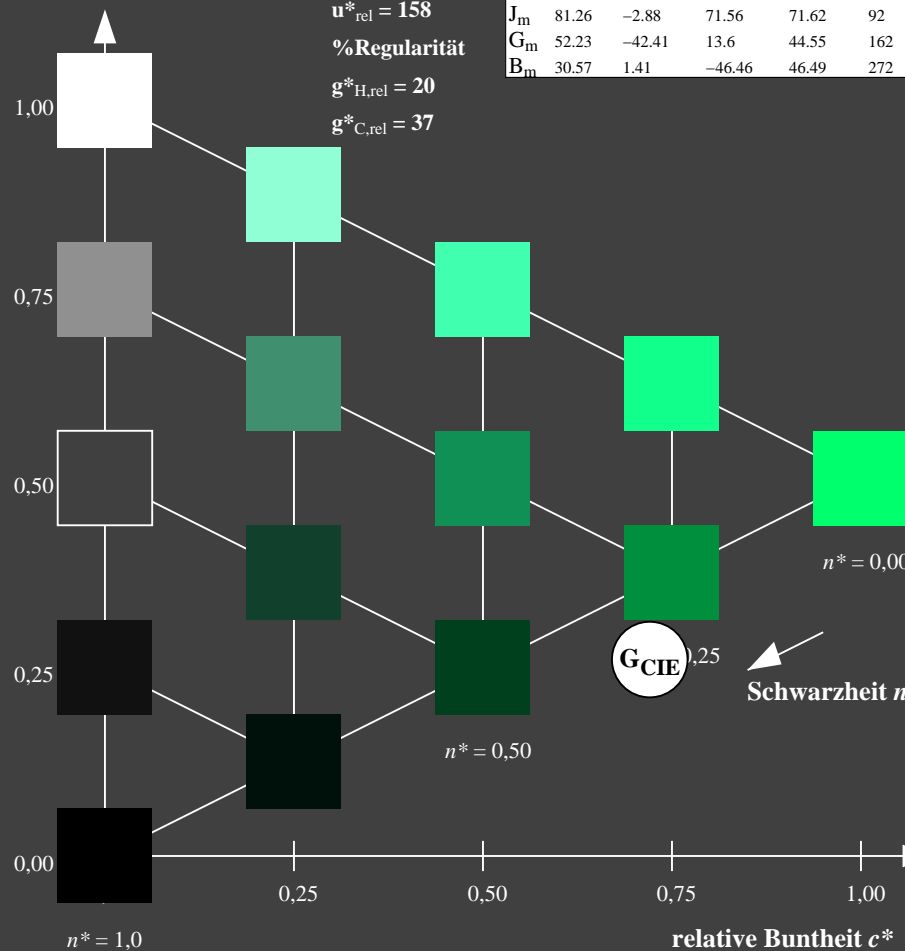 u*rel = 158
%Regularität
g*H,rel = 20
g*C,rel = 37
Jm 81.26 −2.88 71.56 71.62 92
Gm 52.23 −42.41 13.6 44.55 162
Bm 30.57 1.41 −46.46 46.49 272
1,00
0,75
0,50
n* = 0,00
GCIE ,25
0,25
Schwarzheit n
n* = 0,50
0,00
0,25 0,50 0,75 1,00
n* = 1,0
relative Buntheit c*